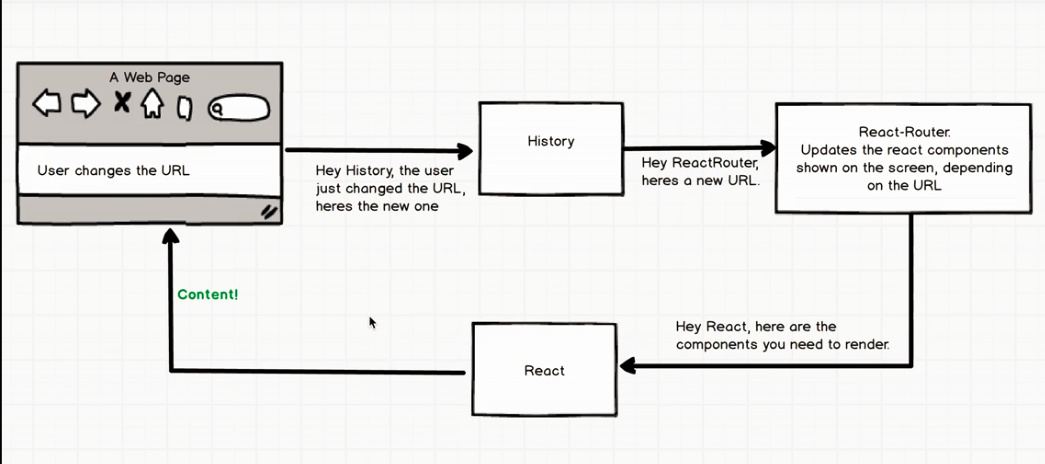 A Web Page
User changes the URL
Hey History, the user
just changed the URL,
heres the new one
History
Hey ReactRouter,
heres a new URL.
React-Router.
Updates the react components
shown on the screen, depending
on the URL
Hey React, here are the
components you need to render.
React
Content!